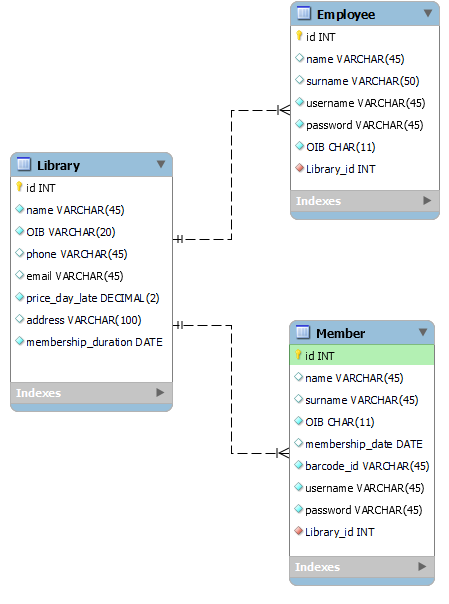 Employee
id INT
name VARCHAR(45)
surname VARCHAR(50)
username VARCHAR(45)
password VARCHAR(45)
OIB CHAR(11)
Library_id INT
Indexes
Library
id INT
name VARCHAR(45)
OIB VARCHAR(20)
phone VARCHAR(45)
email VARCHAR(45)
price_day_late DECIMAL(2)
address VARCHAR(100)
membership_duration DATE
Indexes
Member
id INT
name VARCHAR(45)
surname VARCHAR(45)
OIB CHAR(11)
membership_date DATE
barcode_id VARCHAR(45)
username VARCHAR(45)
password VARCHAR(45)
Library_id INT
Indexes